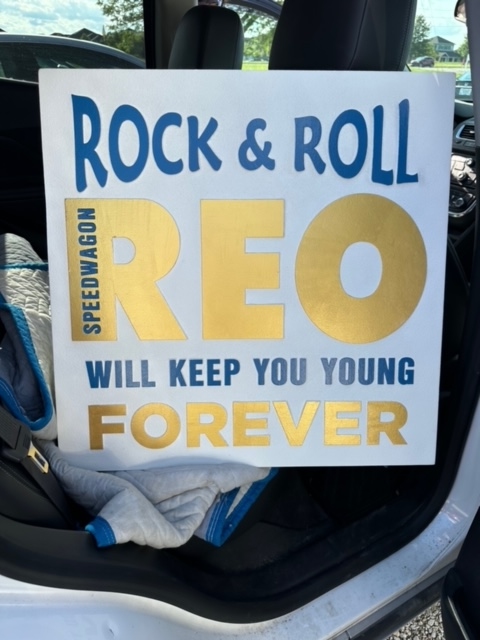 ROCK & ROLL
SPEEDWAGON
REO
WILL KEEP YOU YOUNG
FOREVER